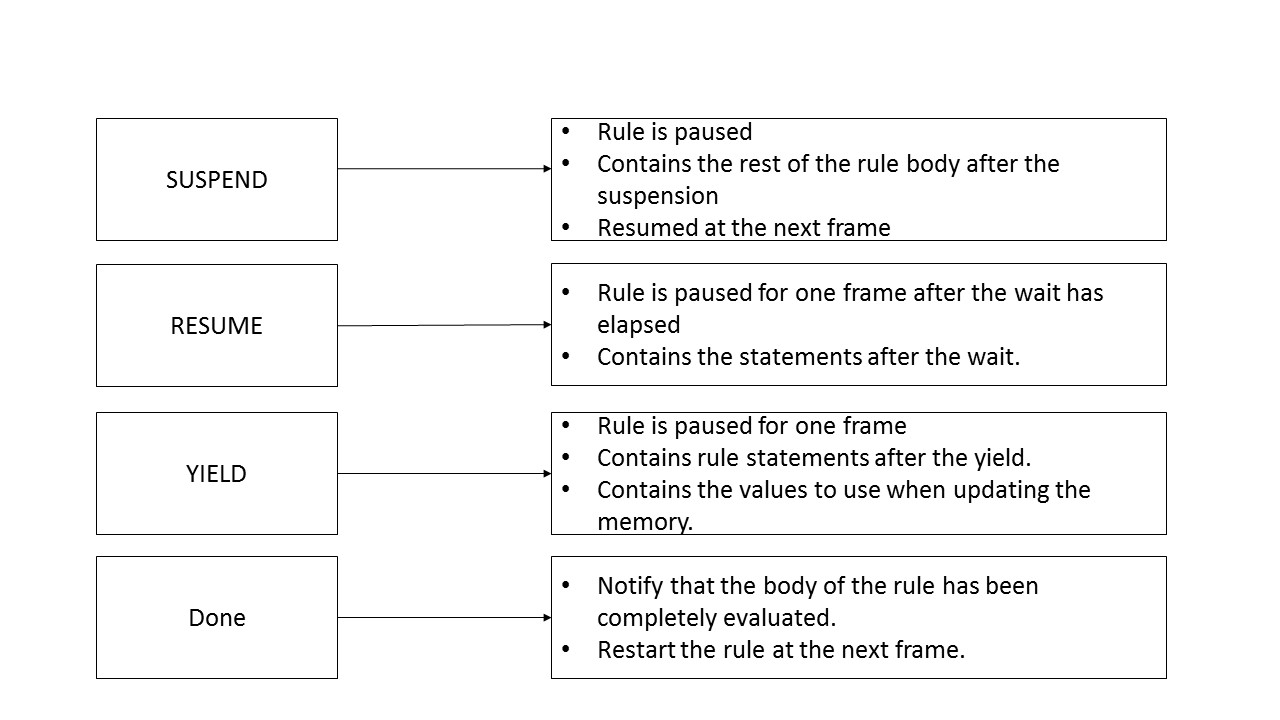 SUSPEND
• Rule is paused
• Contains the rest of the rule body after the
suspension
• Resumed at the next frame
RESUME
• Rule is paused for one frame after the wait has
elapsed
• Contains the statements after the wait.
YIELD
• Rule is paused for one frame
• Contains rule statements after the yield.
• Contains the values to use when updating the
memory.
Done
• Notify that the body of the rule has been
completely evaluated.
• Restart the rule at the next frame.